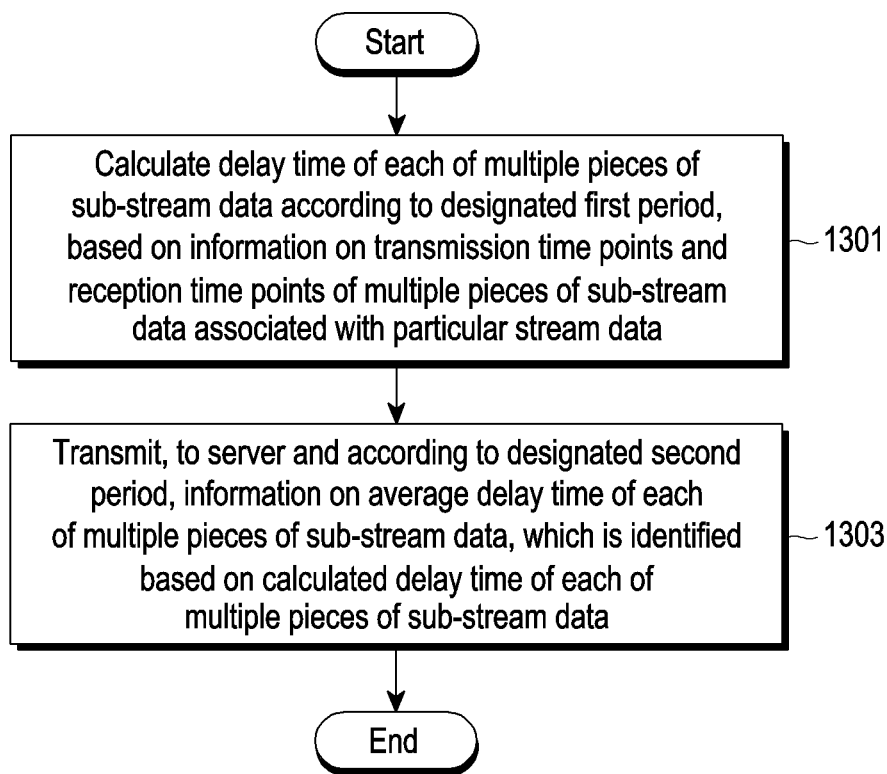 Start
Calculate delay time of each of multiple pieces of
sub-stream data according to designated first period,
based on information on transmission time points and
reception time points of multiple pieces of sub-stream
data associated with particular stream data
1301
Transmit, to server and according to designated second
period, information on average delay time of each
of multiple pieces of sub-stream data, which is identified
based on calculated delay time of each of
multiple pieces of sub-stream data
1303
End